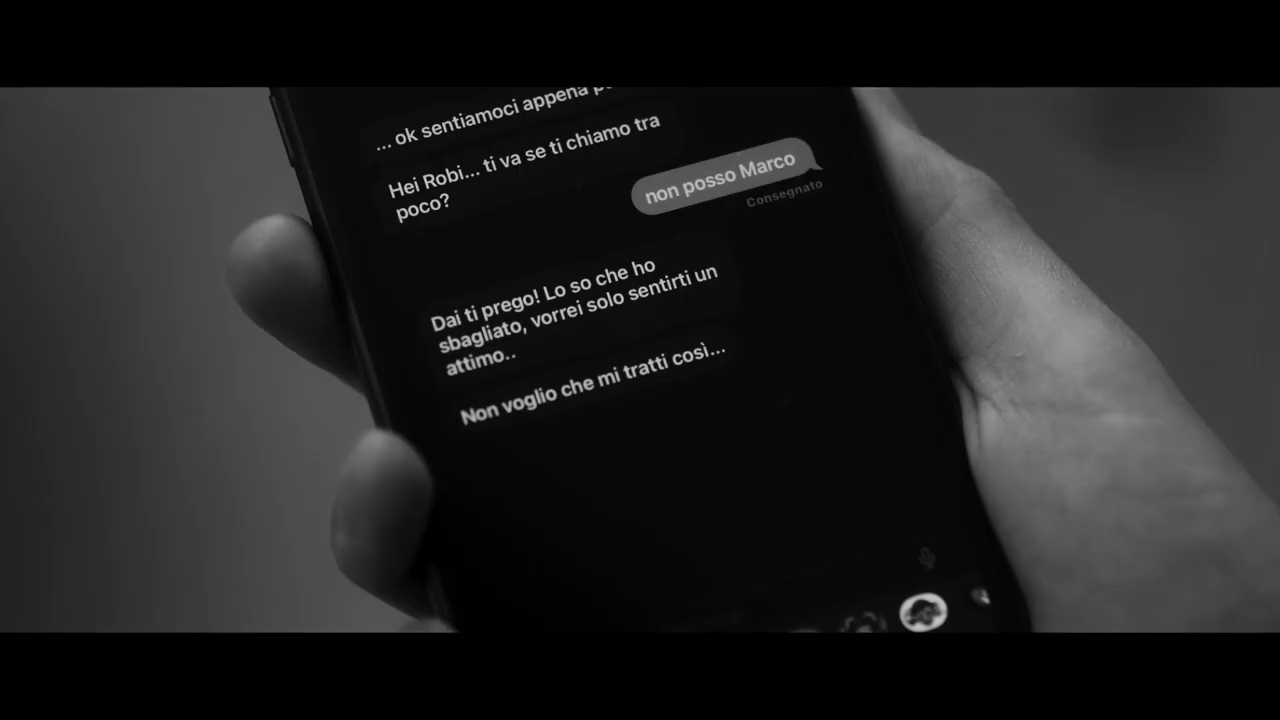 ... ok sentiamoci appena
Hei Robi... ti va se ti chiamo tra
poco?
non posso Marco
Consegnato
Dai ti prego! Lo so che ho
sbagliato, vorrei solo sentirti un
attimo..
Non voglio che mi tratti così...